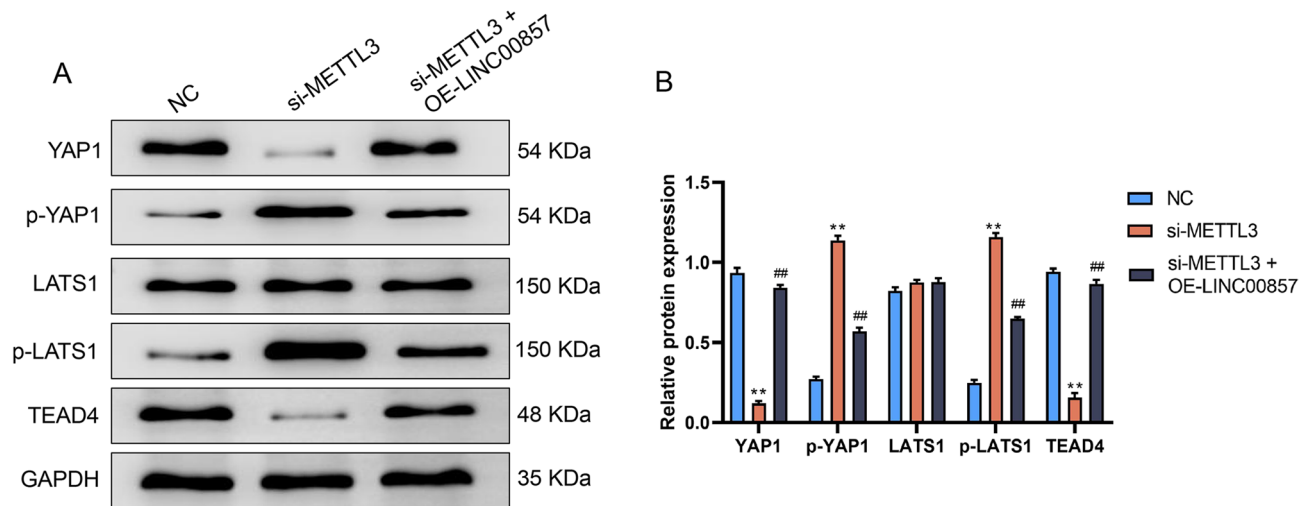 A
NC
si-METTL3
si-METTL3 +
OE-LINC00857
YAP1
54 KDa
p-YAP1
54 KDa
LATS1
150 KDa
p-LATS1
150 KDa
TEAD4
48 KDa
GAPDH
35 KDa
B
Relative protein expression
1.5
1.0
0.5
0.0
**
##
**
##
**
##
**
##
YAP1
p-YAP1
LATS1
p-LATS1
TEAD4
NC
si-METTL3
si-METTL3 +
OE-LINC00857